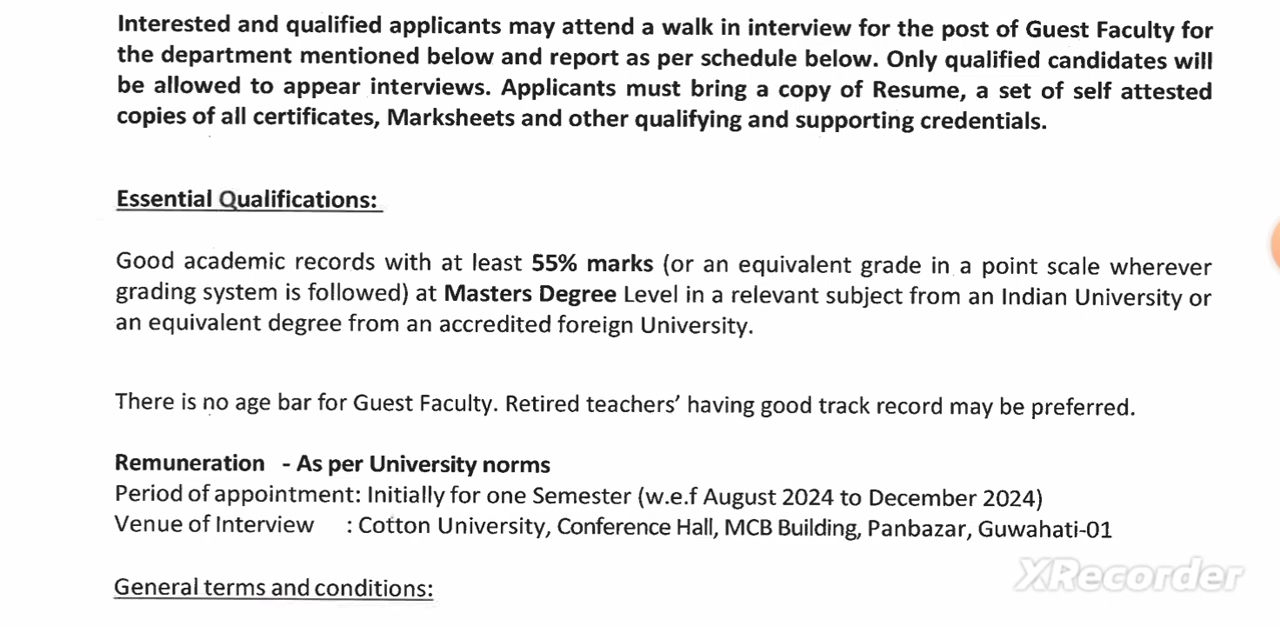 Interested and qualified applicants may attend a walk in interview for the post of Guest Faculty for
the department mentioned below and report as per schedule below. Only qualified candidates will
be allowed to appear interviews. Applicants must bring a copy of Resume, a set of self attested
copies of all certificates, Marksheets and other qualifying and supporting credentials.
Essential Qualifications:
Good academic records with at least 55% marks (or an equivalent grade in a point scale wherever
grading system is followed) at Masters Degree Level in a relevant subject from an Indian University or
an equivalent degree from an accredited foreign University.
There is no age bar for Guest Faculty. Retired teachers’ having good track record may be preferred.
Remuneration - As per University norms
Period of appointment: Initially for one Semester (w.e.f August 2024 to December 2024)
Venue of Interview : Cotton University, Conference Hall, MCB Building, Panbazar, Guwahati-01
General terms and conditions:
XRecorder